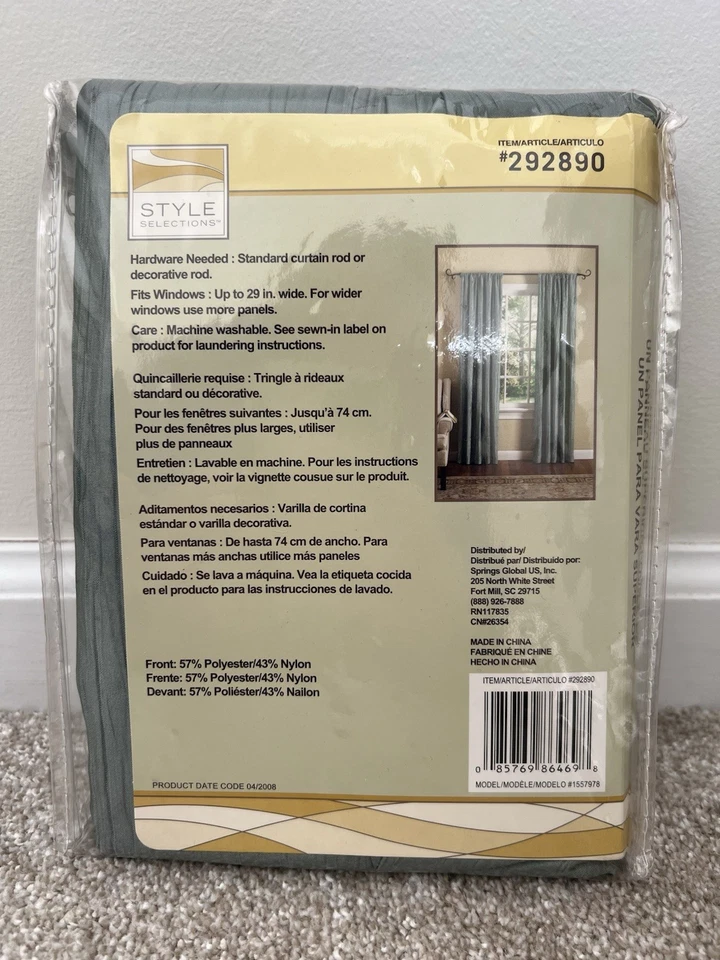 STYLE
SELECTIONS™
ITEM/ARTICLE/ARTICULO
#292890
Hardware Needed : Standard curtain rod or
decorative rod.
Fits Windows : Up to 29 in. wide. For wider
windows use more panels.
Care : Machine washable. See sewn-in label on
product for laundering instructions.
Quincaillerie requise : Tringle à rideaux
standard ou décorative.
Pour les fenêtres suivantes : Jusqu'à 74 cm.
Pour des fenêtres plus larges, utiliser
plus de panneaux
Entretien : Lavable en machine. Pour les instructions
de nettoyage, voir la vignette cousue sur le produit.
Aditamentos necesarios : Varilla de cortina
estándar o varilla decorativa.
Para ventanas : De hasta 74 cm de ancho. Para
ventanas más anchas utilice más paneles
Cuidado : Se lava a máquina. Vea la etiqueta cocida
en el producto para las instrucciones de lavado.
Front: 57% Polyester/43% Nylon
Frente: 57% Polyester/43% Nylon
Devant: 57% Poliéster/43% Nailon
PRODUCT DATE CODE 04/2008
Distributed by/
Distribué par/ Distribuido por:
Springs Global US, Inc.
205 North White Street
Fort Mill, SC 29715
(888) 926-7888
RN117835
CN#26354
MADE IN CHINA
FABRIQUÉ EN CHINE
HECHO IN CHINA
ITEM/ARTICLE/ARTICULO #292890
0 85769 86469 8
MODEL/MODÈLE/MODELO #1557978
UN PANNEAU
UN PANEL PARA VARA SUPERIOR